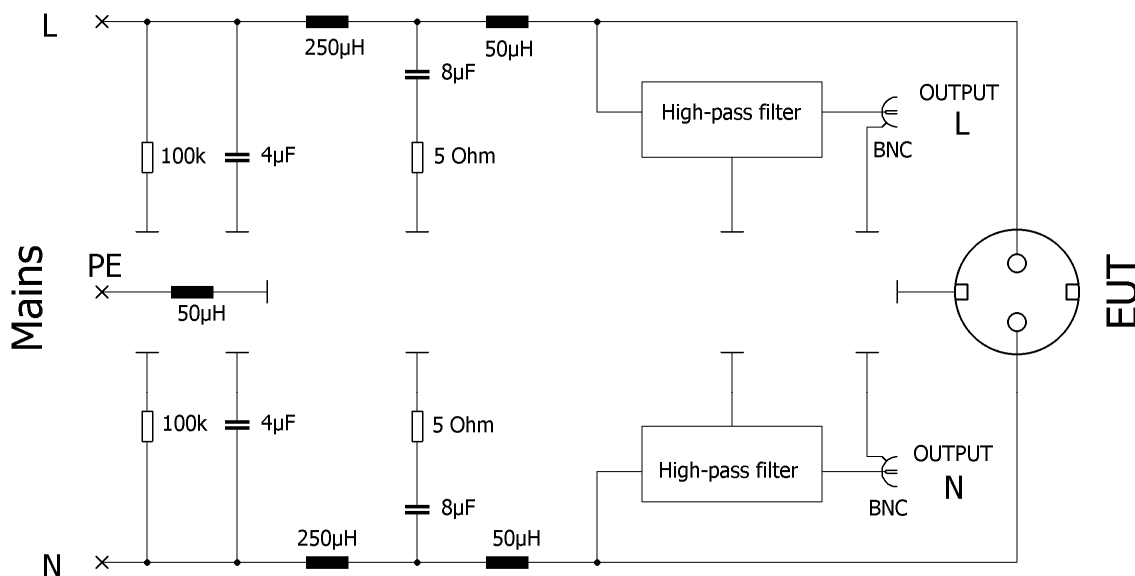 L
250µH
50µH
8µF
High-pass filter
OUTPUT
L
BNC
100k
4µF
5 Ohm
Mains
PE
50µH
EUT
100k
4µF
5 Ohm
High-pass filter
OUTPUT
N
BNC
8µF
250µH
50µH
N